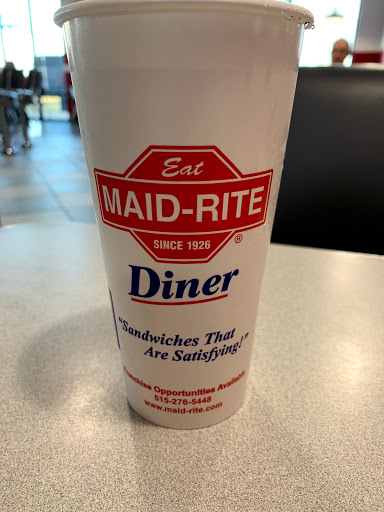 Eat
MAID-RITE
SINCE 1926
®
Diner
"Sandwiches That
Are Satisfying!"
Franchise Opportunities Available
515-276-5448
www.maid-rite.com